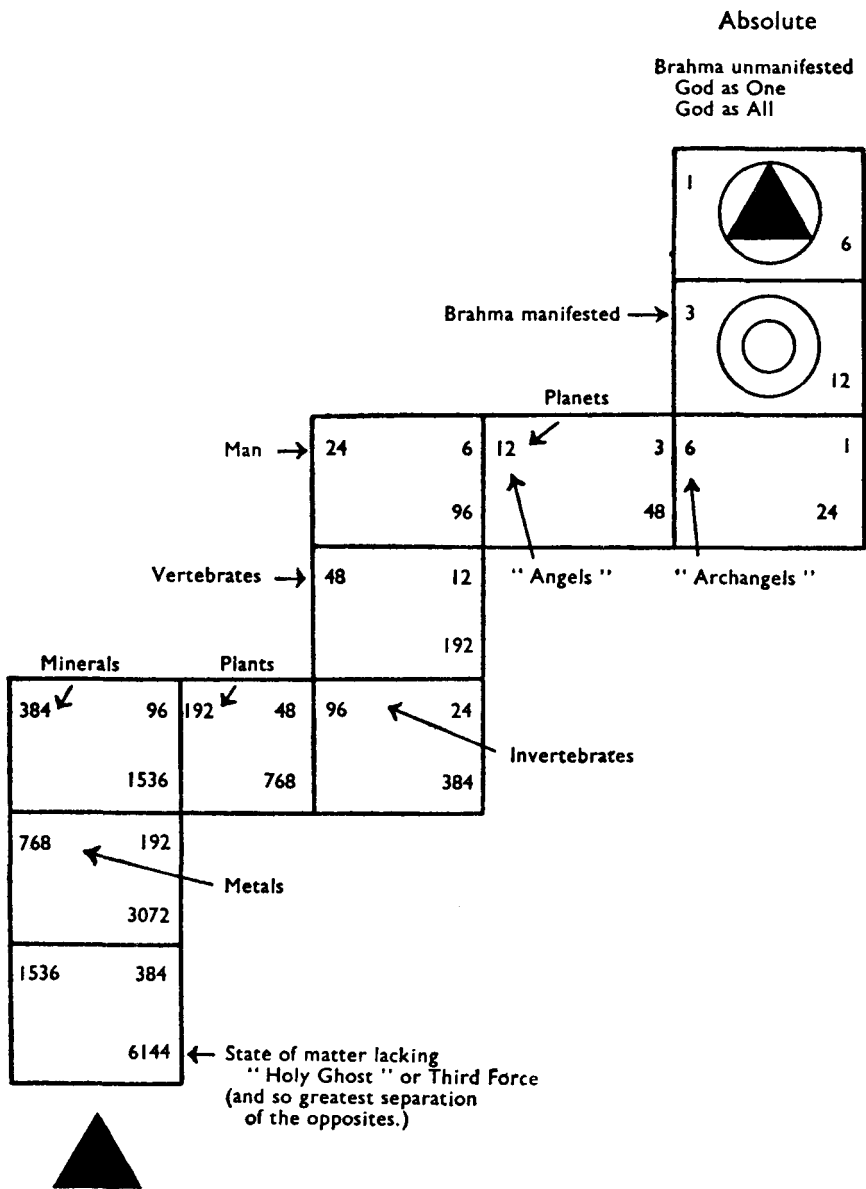 Absolute
Brahma unmanifested
God as One
God as All
1
6
Brahma manifested → 3
12
Planets
Man → 24 6 12 3 6 1
96 48 24
Vertebrates → 48 12 " Angels " " Archangels "
192
Minerals Plants
384 96 192 48 96 24
Invertebrates
1536 768 384
768 192
Metals
3072
1536 384
6144 ← State of matter lacking
" Holy Ghost " or Third Force
(and so greatest separation
of the opposites.)